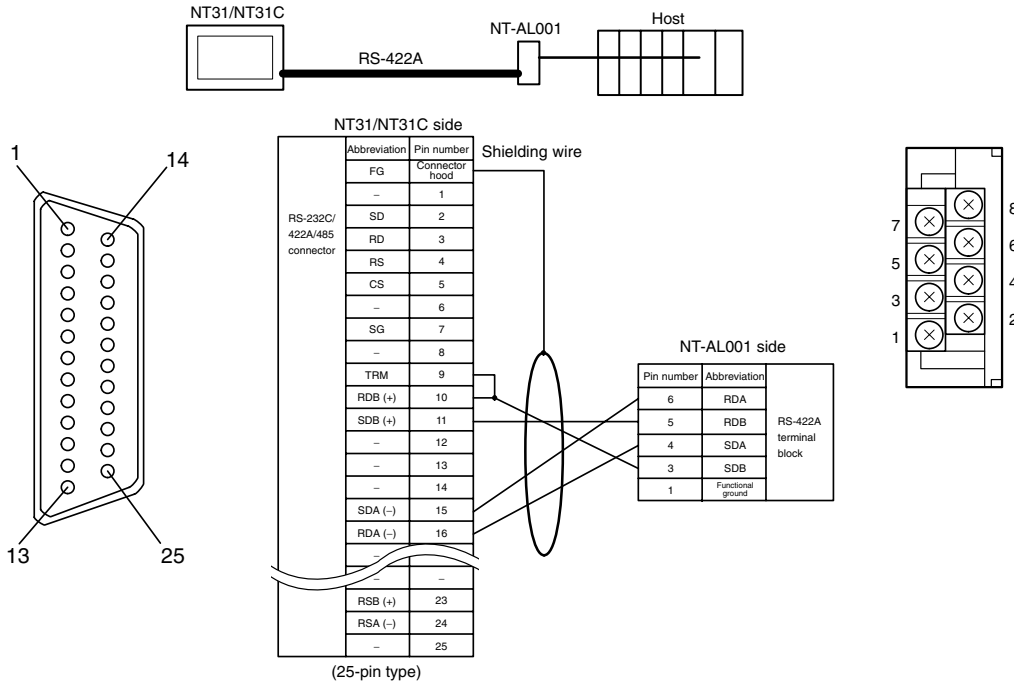 NT31/NT31C
NT-AL001
Host
RS-422A
NT31/NT31C side
Abbreviation Pin number
FG Connector hood
– 1
SD 2
RD 3
RS 4
CS 5
– 6
SG 7
– 8
TRM 9
RDB (+) 10
SDB (+) 11
– 12
– 13
– 14
SDA (–) 15
RDA (–) 16
–
– –
RSB (+) 23
RSA (–) 24
– 25
RS-232C/
422A/485
connector
(25-pin type)
Shielding wire
1
14
13
25
NT-AL001 side
Pin number Abbreviation
6 RDA
5 RDB
4 SDA
3 SDB
1 Functional ground
RS-422A
terminal
block
8
7
6
5
4
3
2
1